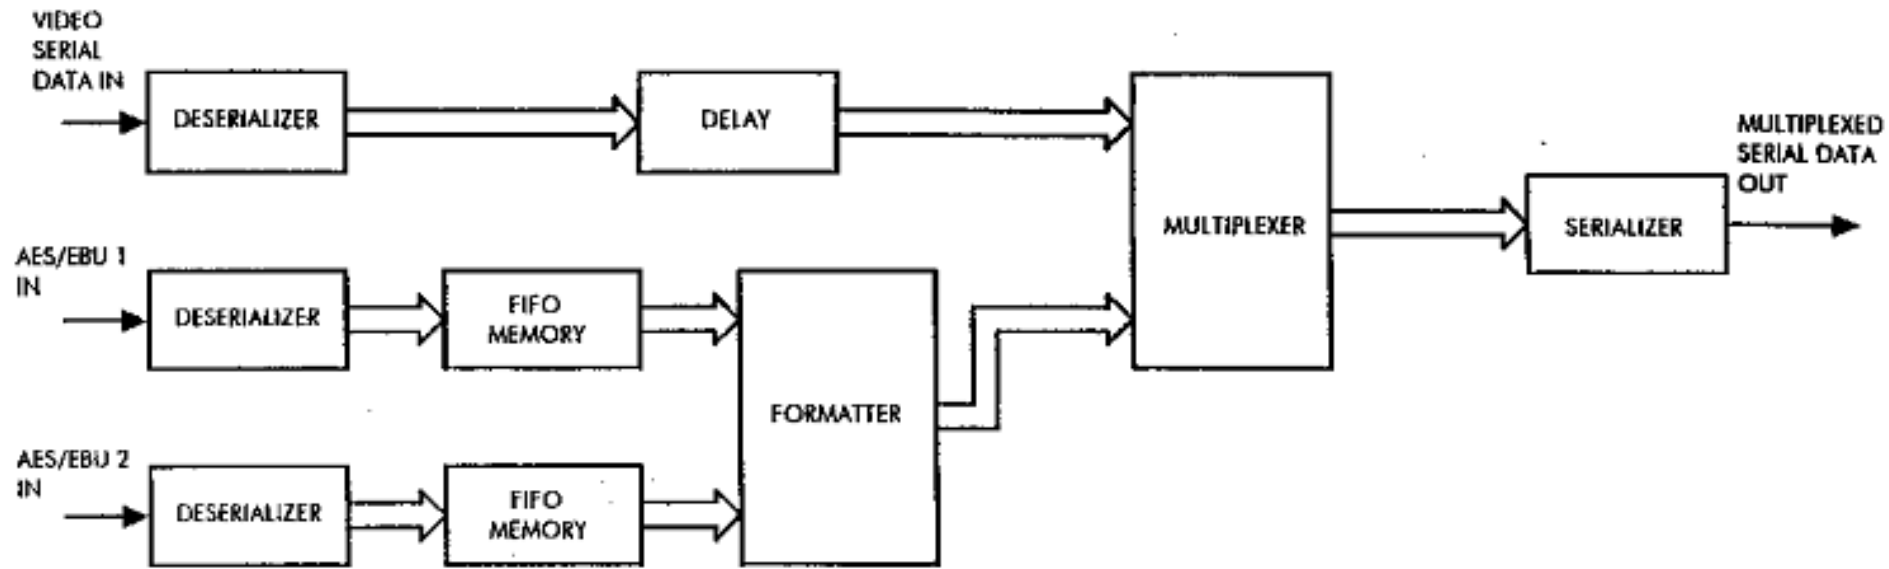 VIDEO
SERIAL
DATA IN
DESERIALIZER
DELAY
MULTIPLEXER
MULTIPLEXED
SERIAL DATA
OUT
SERIALIZER
AES/EBU 1
IN
DESERIALIZER
FIFO
MEMORY
FORMATTER
AES/EBU 2
IN
DESERIALIZER
FIFO
MEMORY